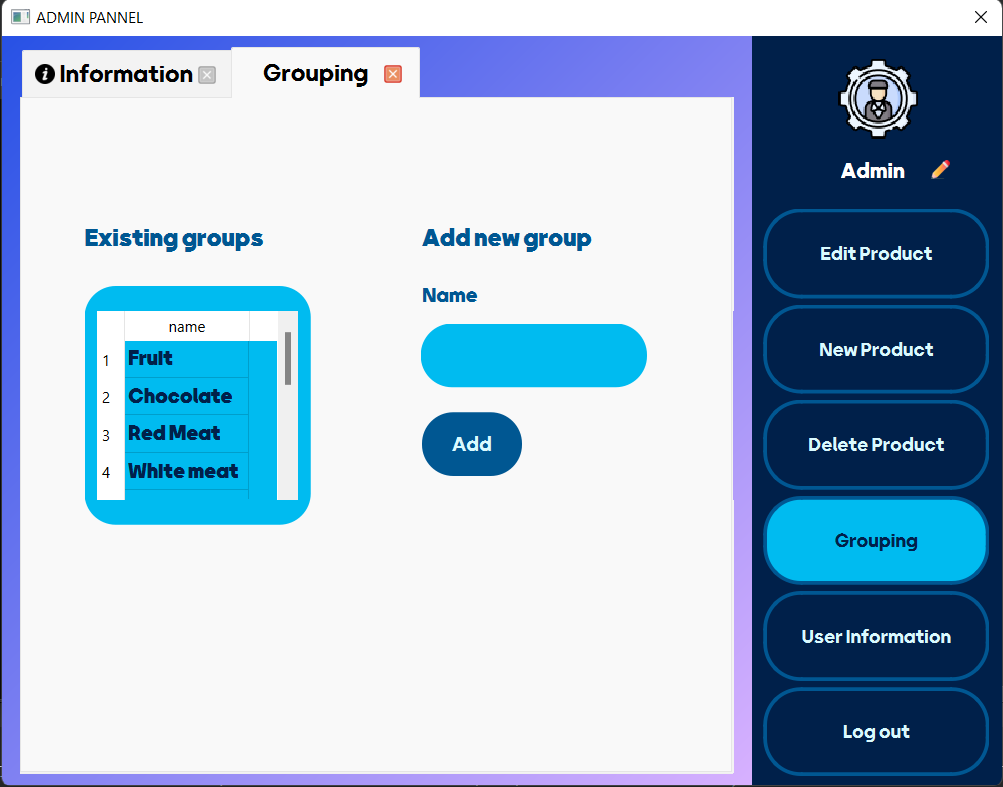 ADMIN PANNEL
Information
Grouping
Existing groups
name
1 Fruit
2 Chocolate
3 Red Meat
4 White meat
Add new group
Name
Add
Admin
Edit Product
New Product
Delete Product
Grouping
User Information
Log out